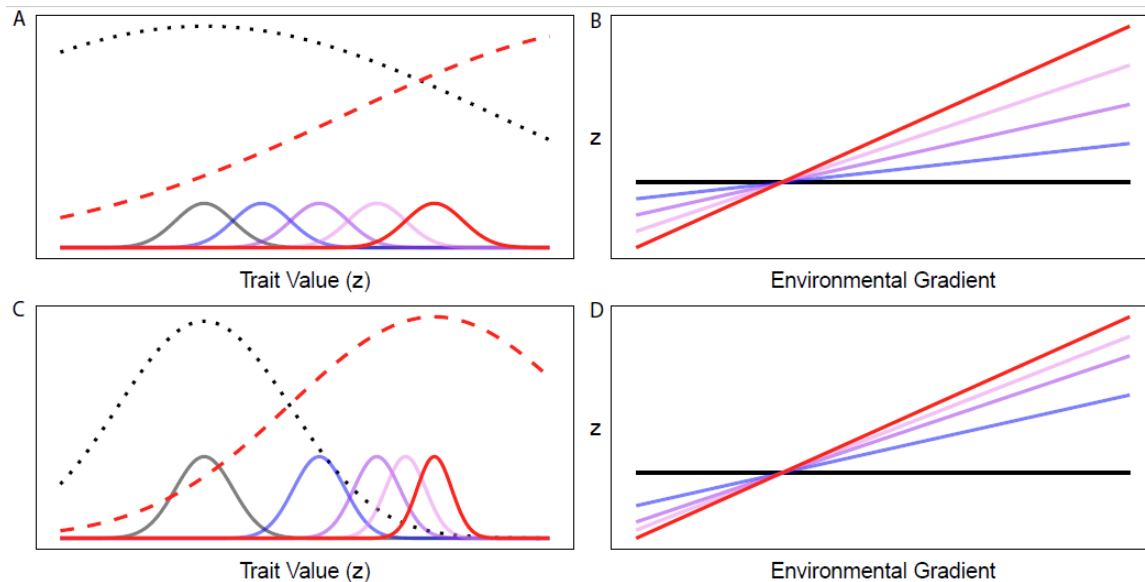 A
B
z
Trait Value (z)
Environmental Gradient
C
D
z
Trait Value (z)
Environmental Gradient